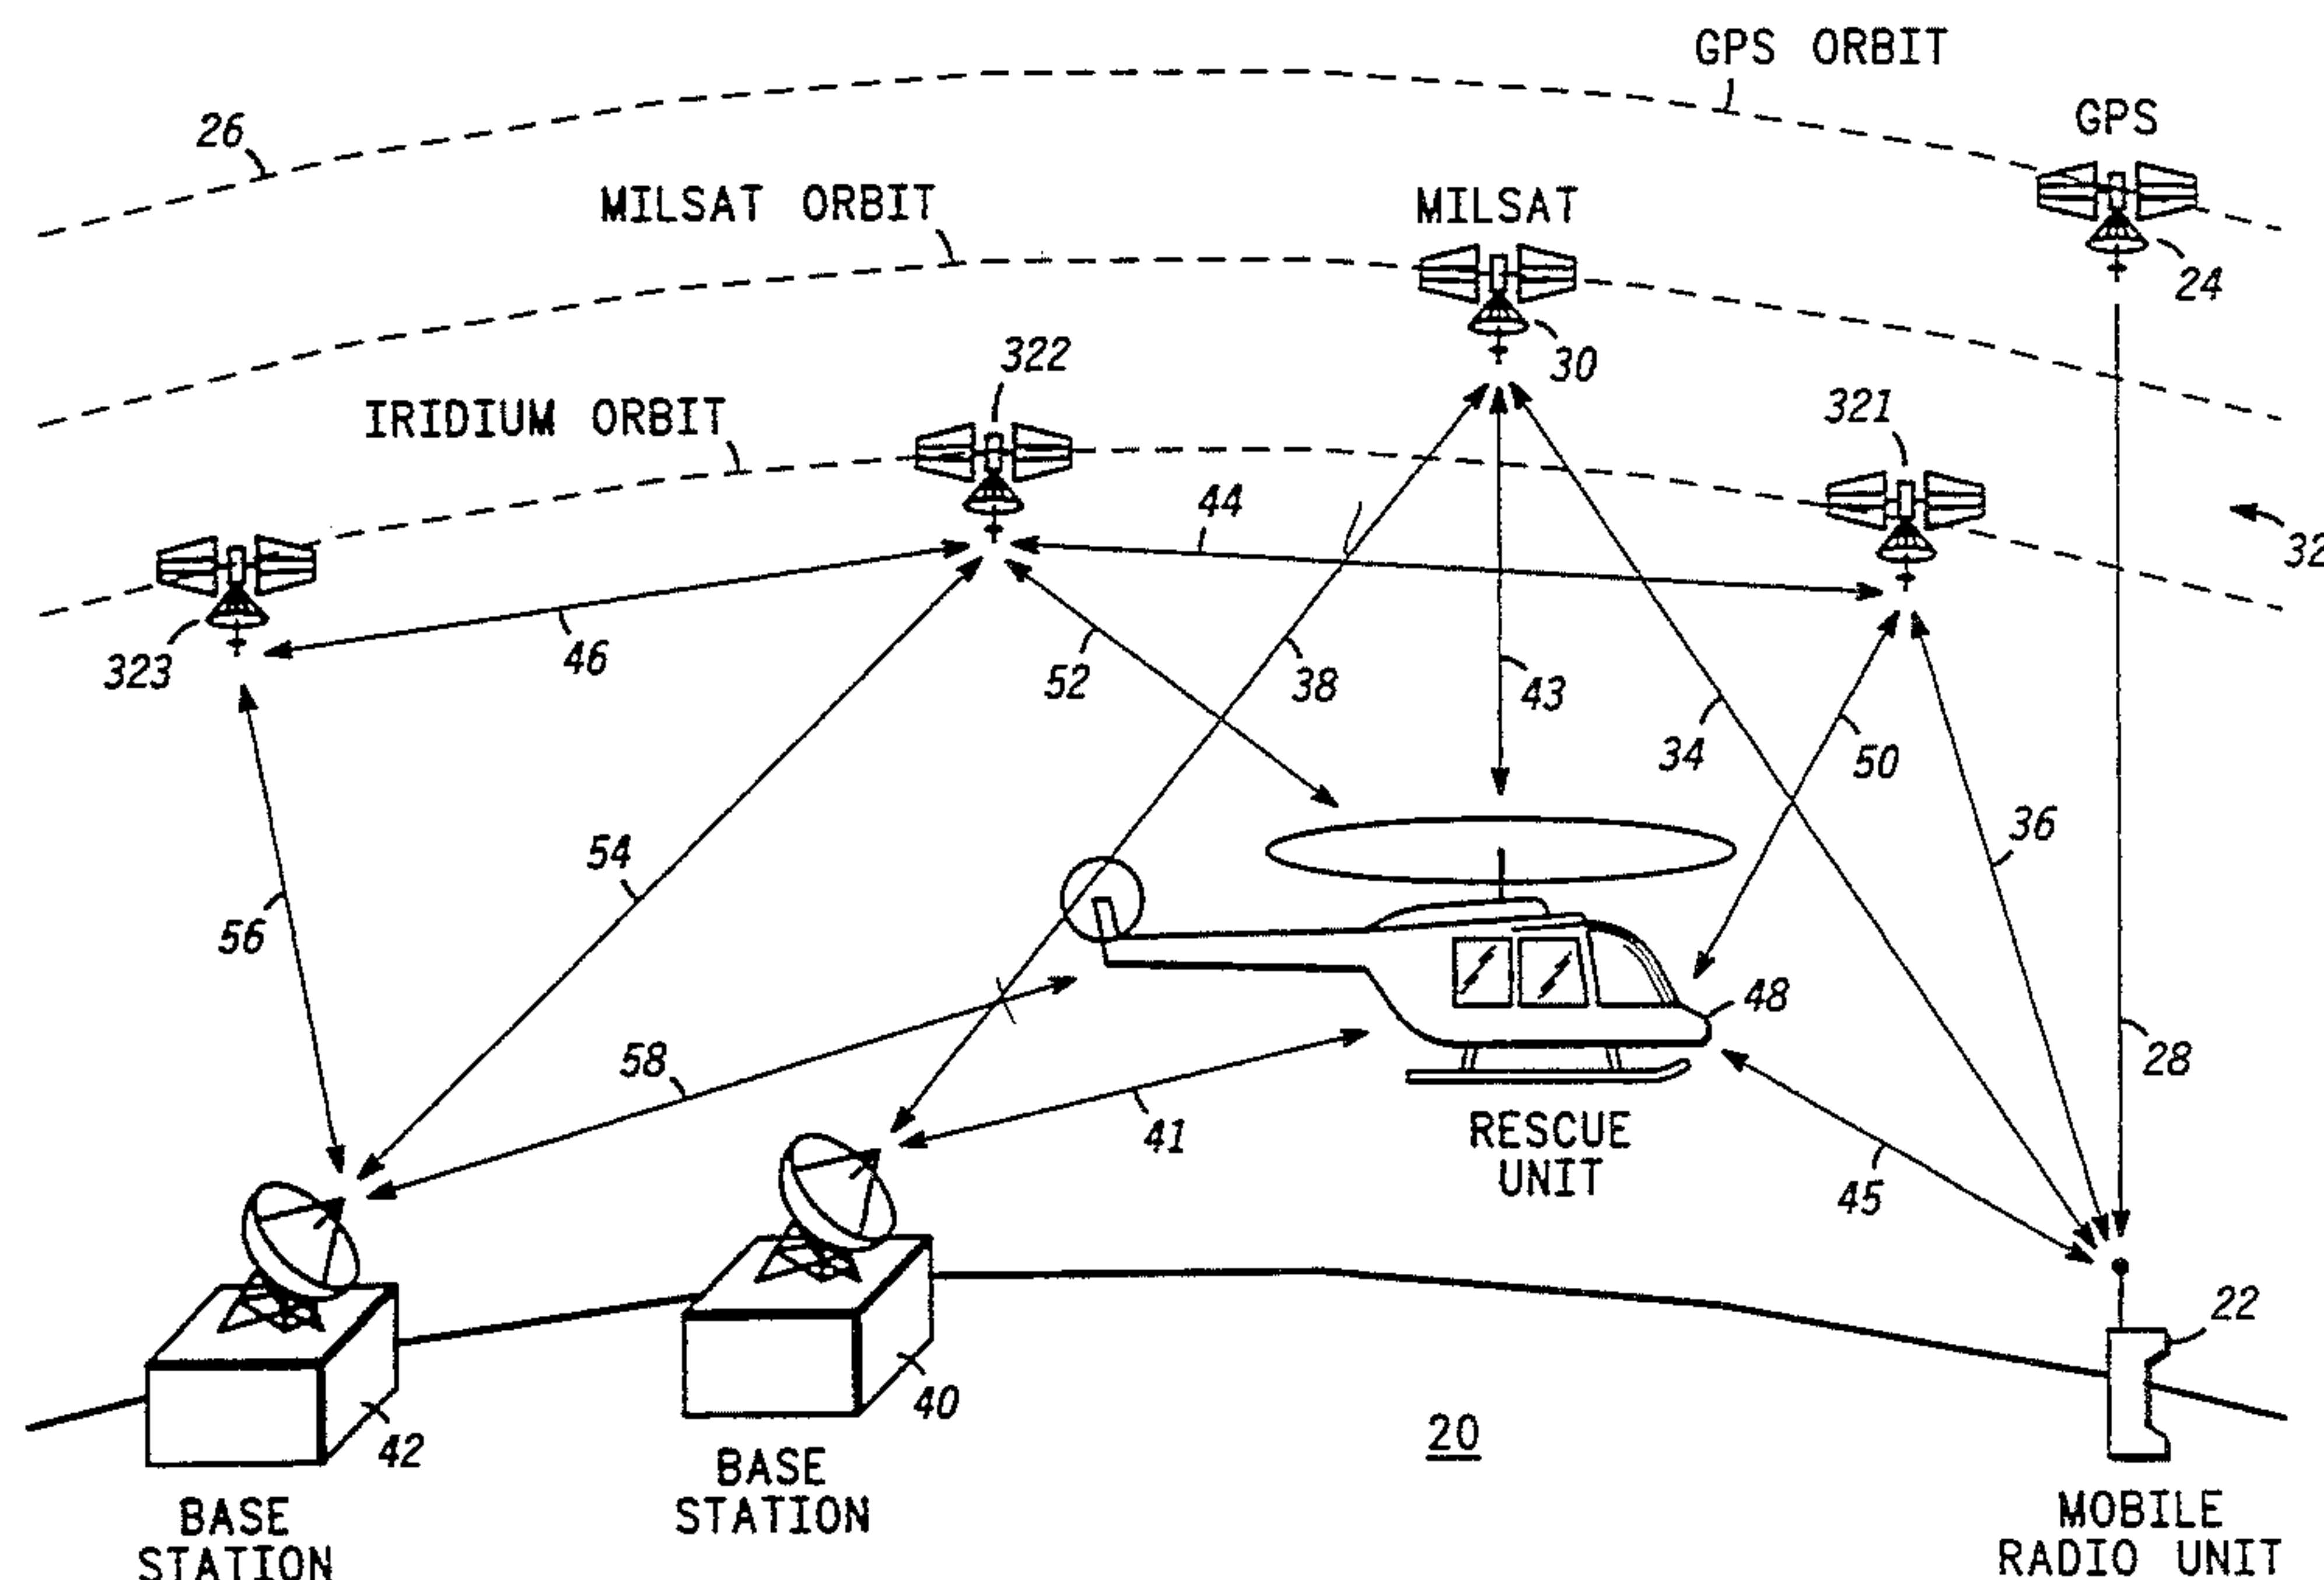 GPS ORBIT
GPS
26
MILSAT ORBIT
MILSAT
24
30
322
IRIDIUM ORBIT
321
44
32
323
46
52
38
43
34
50
54
36
56
48
58
41
28
RESCUE
UNIT
45
22
40
42
20
BASE
STATION
BASE
STATION
MOBILE
RADIO UNIT